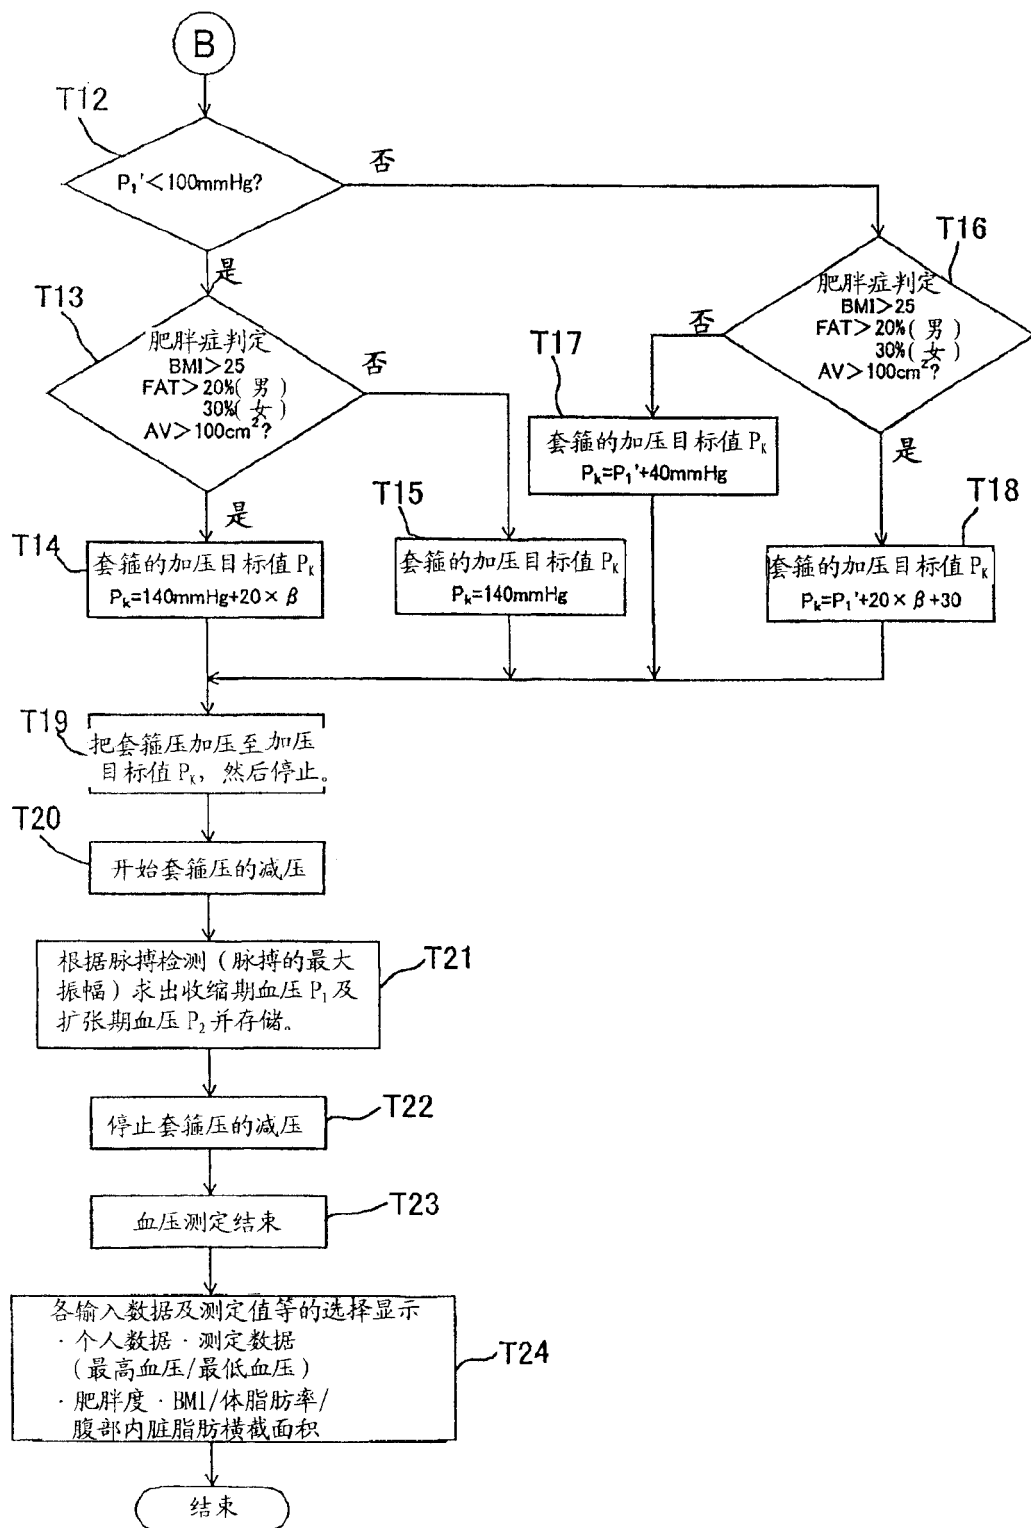 B
T12
P₁'<100mmHg?
否
是
T13
肥胖症判定
BMI>25
FAT>20%(男)
30%(女)
AV>100cm²?
否
是
T16
肥胖症判定
BMI>25
FAT>20%(男)
30%(女)
AV>100cm²?
否
是
T17
套箍的加压目标值 Pₖ
Pₖ=P₁'+40mmHg
T14
套箍的加压目标值 Pₖ
Pₖ=140mmHg+20×β
T15
套箍的加压目标值 Pₖ
Pₖ=140mmHg
T18
套箍的加压目标值 Pₖ
Pₖ=P₁'+20×β+30
T19
把套箍压加压至加压
目标值 Pₖ，然后停止。
T20
开始套箍压的减压
T21
根据脉搏检测（脉搏的最大
振幅）求出收缩期血压 P₁ 及
扩张期血压 P₂ 并存储。
T22
停止套箍压的减压
T23
血压测定结束
T24
各输入数据及测定值等的选择显示
·个人数据·测定数据
（最高血压/最低血压）
·肥胖度·BMI/体脂肪率/
腹部内脏脂肪横截面积
结束